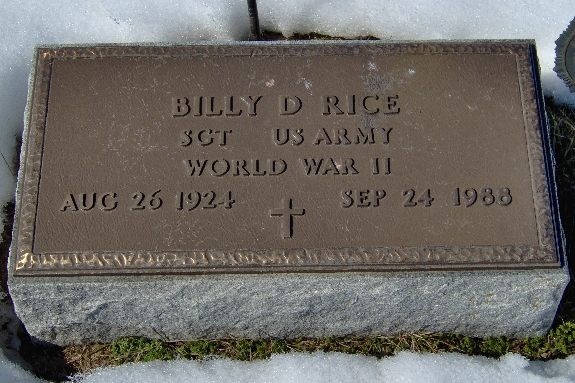 BILLY D RICE
SGT US ARMY
WORLD WAR II
AUG 26 1924 SEP 24 1988